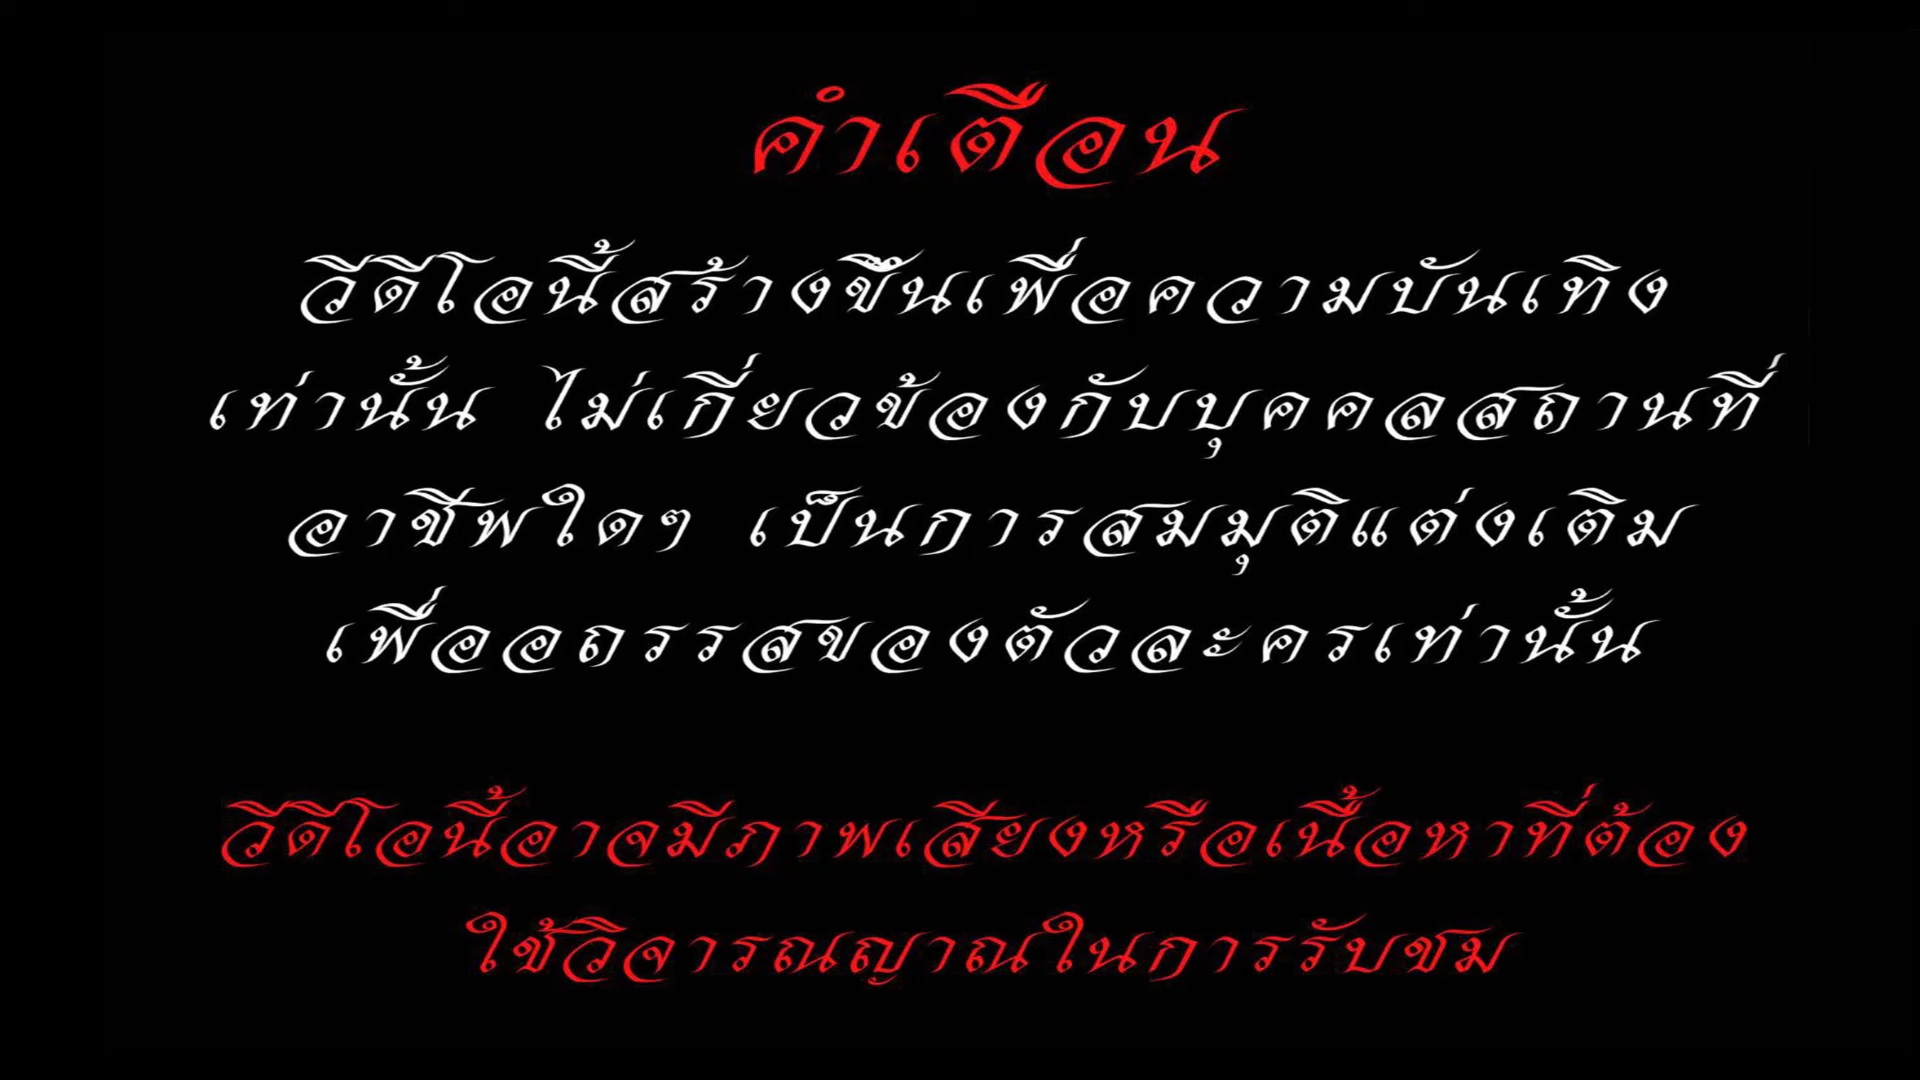 คำเตือน
วีดีโอนี้สร้างขึ้นเพื่อความบันเทิง
เท่านั้น ไม่เกี่ยวข้องกับบุคคลสถานที่
อาชีพใดๆ เป็นการสมมุติแต่งเติม
เพื่ออถรรสของตัวละครเท่านั้น
วีดีโอนี้อาจมีภาพเสียงหรือเนื้อหาที่ต้อง
ใช้วิจารณญาณในการรับชม